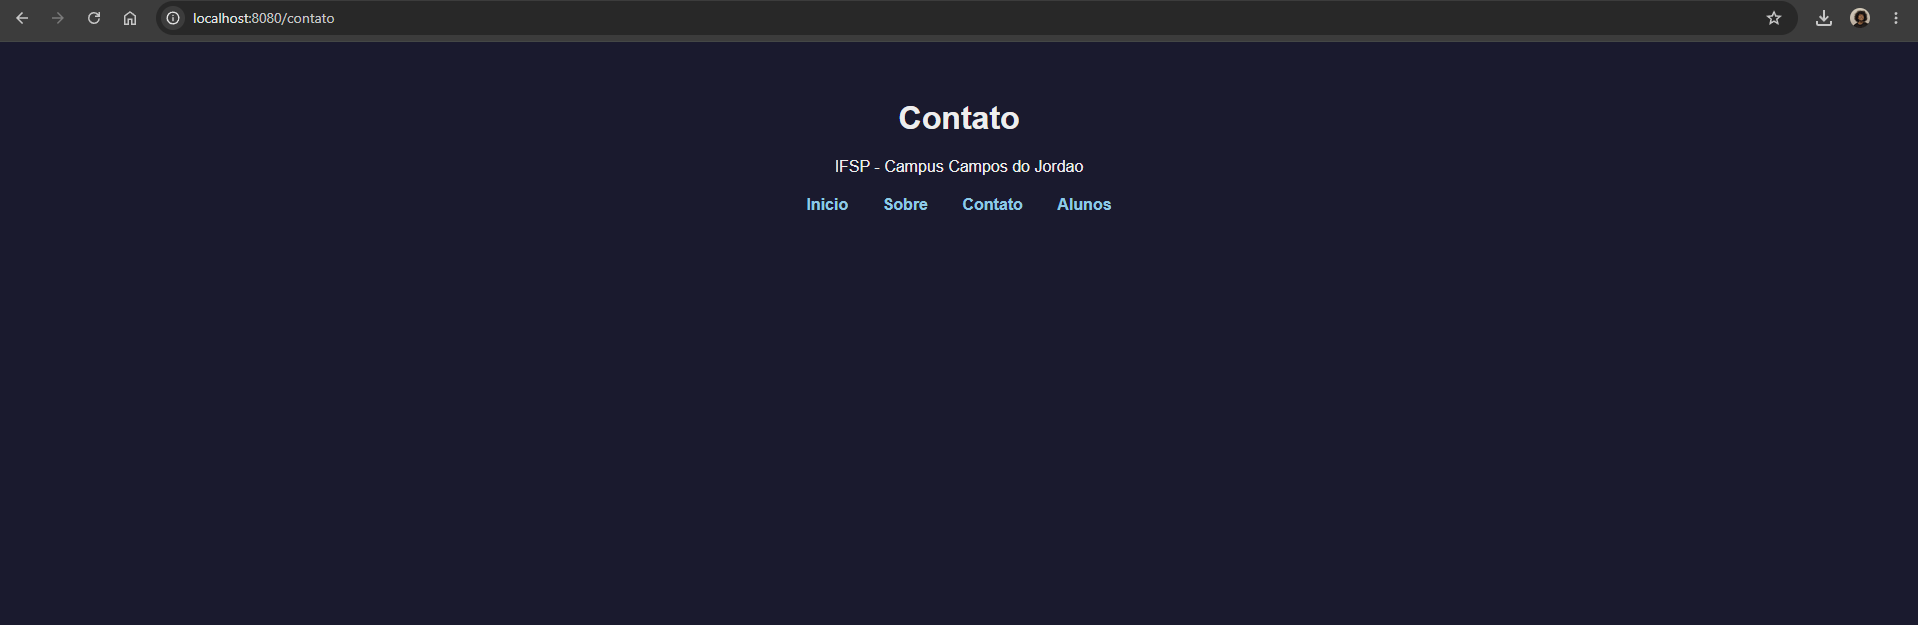 localhost:8080/contato
Contato
IFSP - Campus Campos do Jordao
Inicio Sobre Contato Alunos